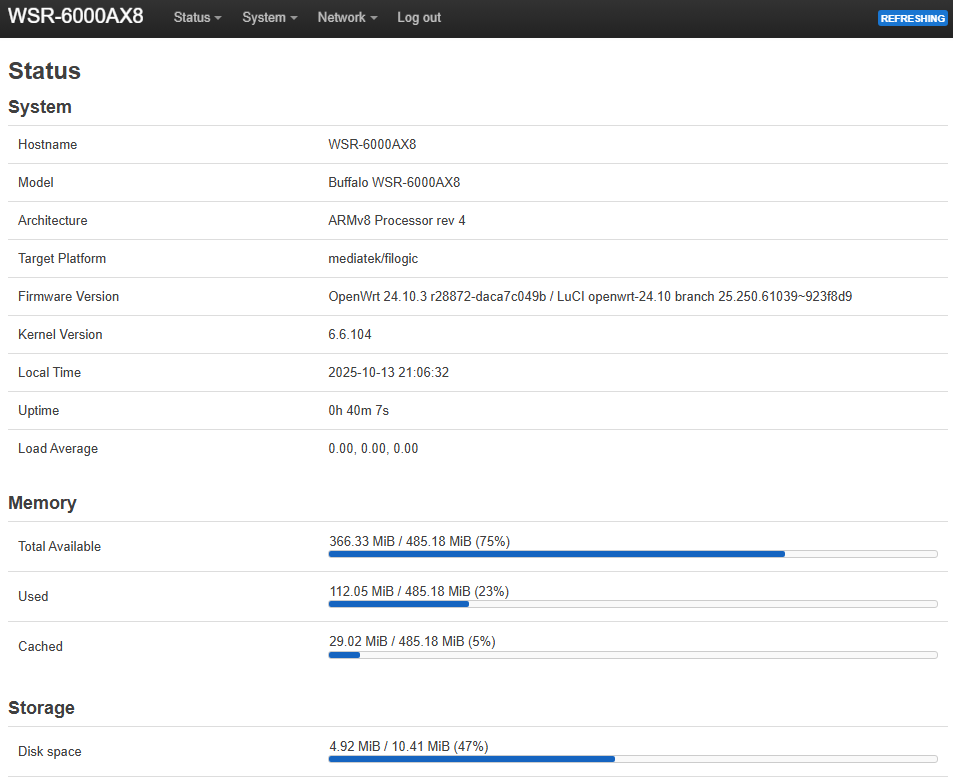 WSR-6000AX8 Status System Network Log out REFRESHING
Status
System
Hostname WSR-6000AX8
Model Buffalo WSR-6000AX8
Architecture ARMv8 Processor rev 4
Target Platform mediatek/filogic
Firmware Version OpenWrt 24.10.3 r28872-daca7c049b / LuCI openwrt-24.10 branch 25.250.61039~923f8d9
Kernel Version 6.6.104
Local Time 2025-10-13 21:06:32
Uptime 0h 40m 7s
Load Average 0.00, 0.00, 0.00
Memory
Total Available 366.33 MiB / 485.18 MiB (75%)
Used 112.05 MiB / 485.18 MiB (23%)
Cached 29.02 MiB / 485.18 MiB (5%)
Storage
Disk space 4.92 MiB / 10.41 MiB (47%)